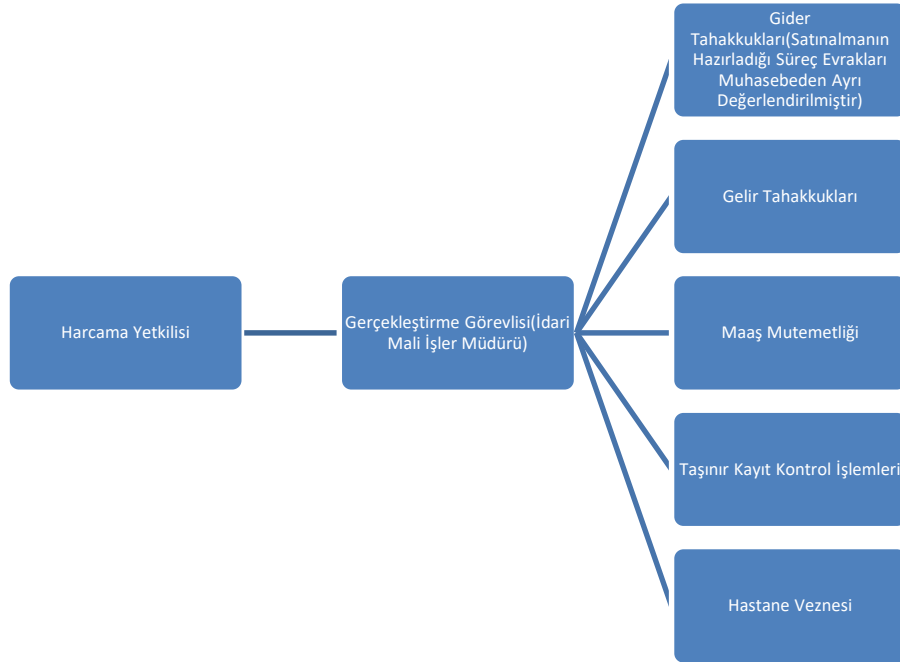 Harcama Yetkilisi
Gerçekleştirme Görevlisi(İdari
Mali İşler Müdürü)
Gider
Tahakkukları(Satınalmanın
Hazırladığı Süreç Evrakları
Muhasebeden Ayrı
Değerlendirilmiştir)
Gelir Tahakkukları
Maaş Mutemetliği
Taşınır Kayıt Kontrol İşlemleri
Hastane Veznesi